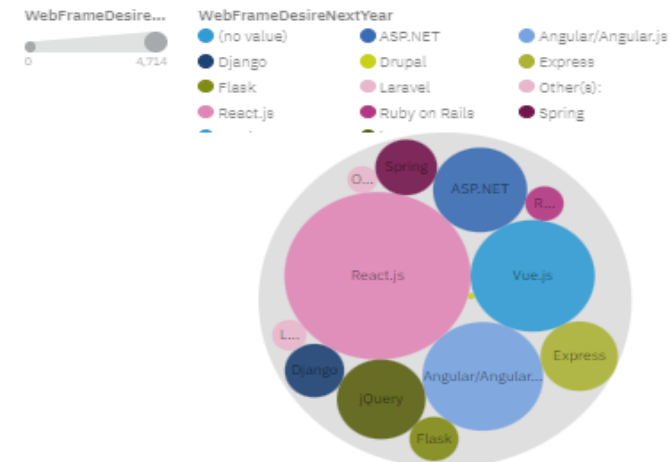 WebFrameDesire...
0
4,714
WebFrameDesireNextYear
(no value)
ASP.NET
Angular/Angular.js
Django
Drupal
Express
Flask
Laravel
Other(s):
React.js
Ruby on Rails
Spring
Spring
O...
ASP.NET
R...
React.js
Vue.js
L...
Express
Django
Angular/Angular...
jQuery
Flask